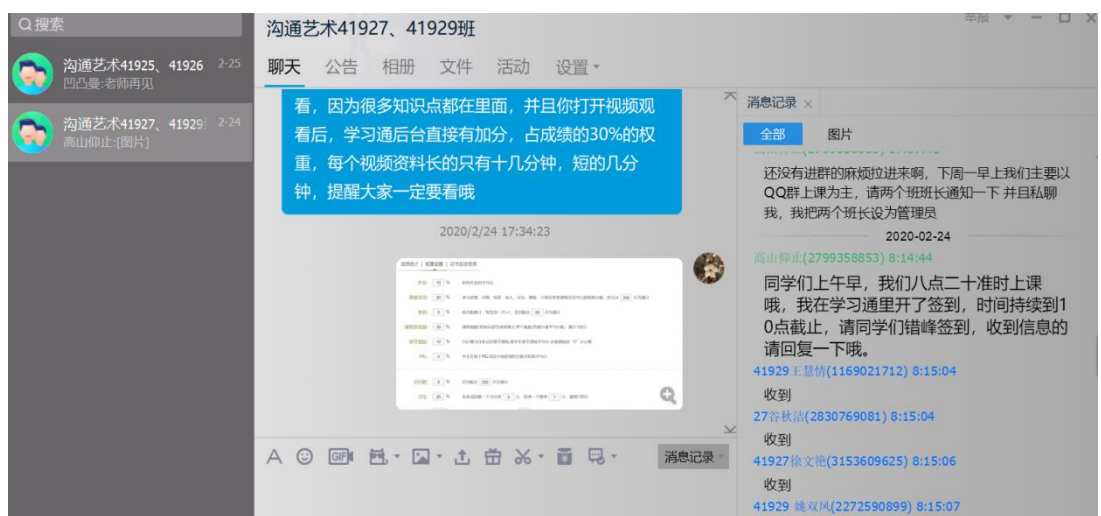 搜索
沟通艺术41925、41926 2-25
凹凸曼:老师再见
沟通艺术41927、41929 2-24
高山仰止:[图片]
沟通艺术41927、41929班
举报
聊天 公告 相册 文件 活动 设置
看，因为很多知识点都在里面，并且你打开视频观
看后，学习通后台直接有加分，占成绩的30%的权
重，每个视频资料长的只有十几分钟，短的几分
钟，提醒大家一定要看哦
2020/2/24 17:34:23
GIF
消息记录
消息记录
全部 图片
还没有进群的麻烦拉进来啊，下周一早上我们主要以
QQ群上课为主，请两个班班长通知一下 并且私聊
我，我把两个班长设为管理员
2020-02-24
高山仰止(2799358853) 8:14:44
同学们上午早，我们八点二十准时上课
哦，我在学习通里开了签到，时间持续到1
0点截止，请同学们错峰签到，收到信息的
请回复一下哦。
41929王慧情(1169021712) 8:15:04
收到
27谷秋洁(2830769081) 8:15:04
收到
41927徐文艳(3153609625) 8:15:06
收到
41929 姚双凤(2272590899) 8:15:07